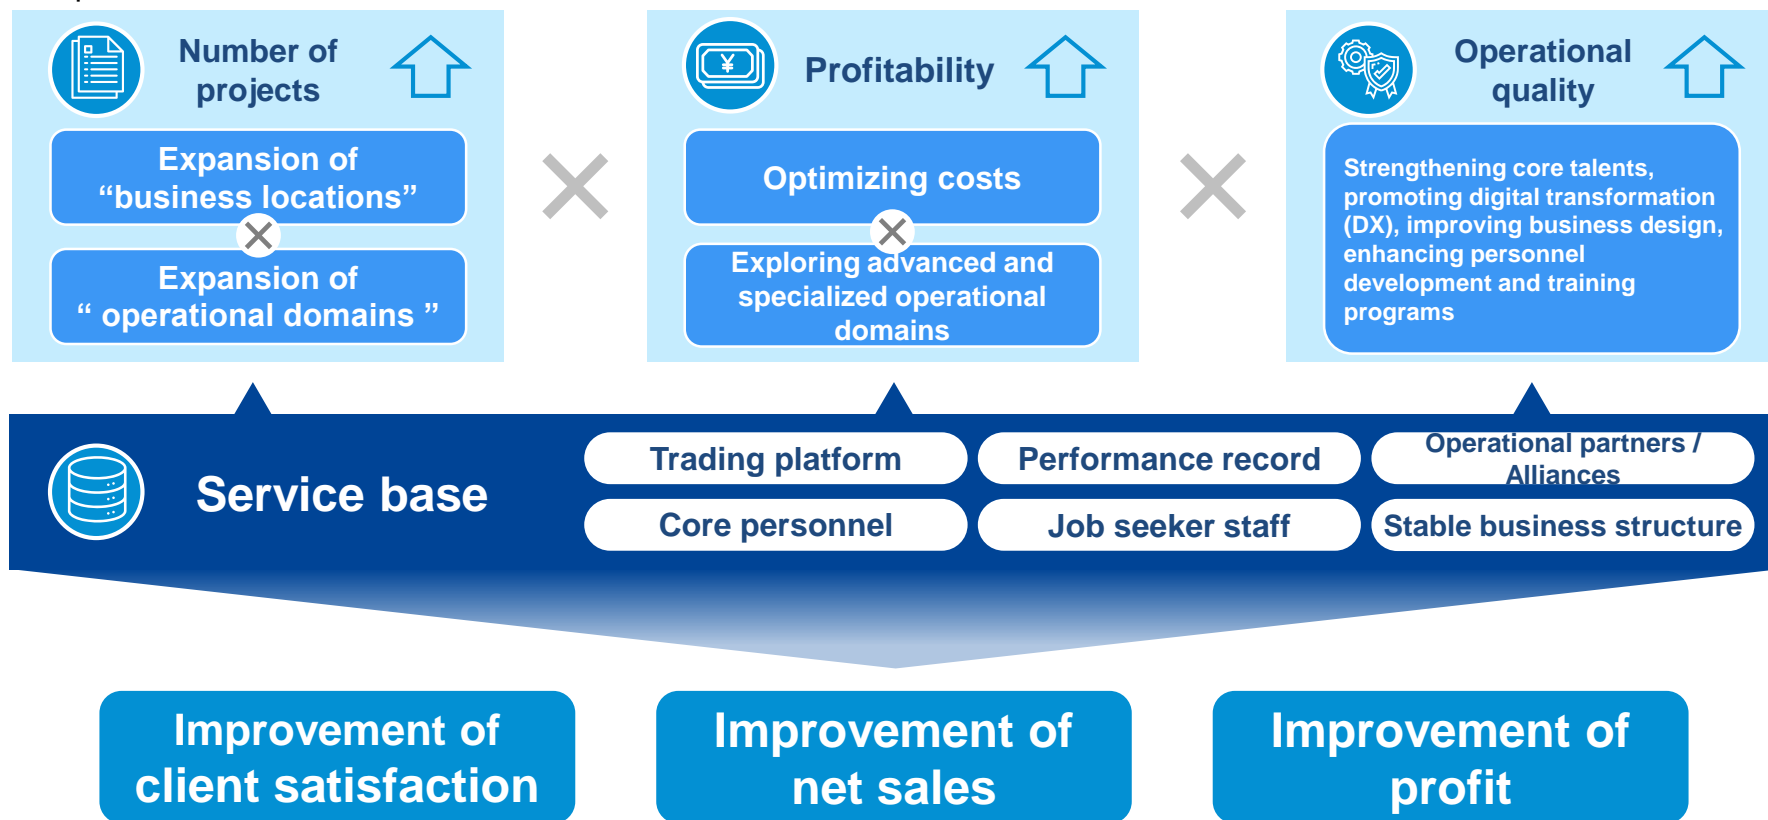 Number of
projects
Expansion of
“business locations”
Expansion of
“ operational domains ”
Profitability
¥
Optimizing costs
Exploring advanced and
specialized operational
domains
Operational
quality
Strengthening core talents,
promoting digital transformation
(DX), improving business design,
enhancing personnel
development and training
programs
Service base
Trading platform
Performance record
Operational partners /
Alliances
Core personnel
Job seeker staff
Stable business structure
Improvement of
client satisfaction
Improvement of
net sales
Improvement of
profit